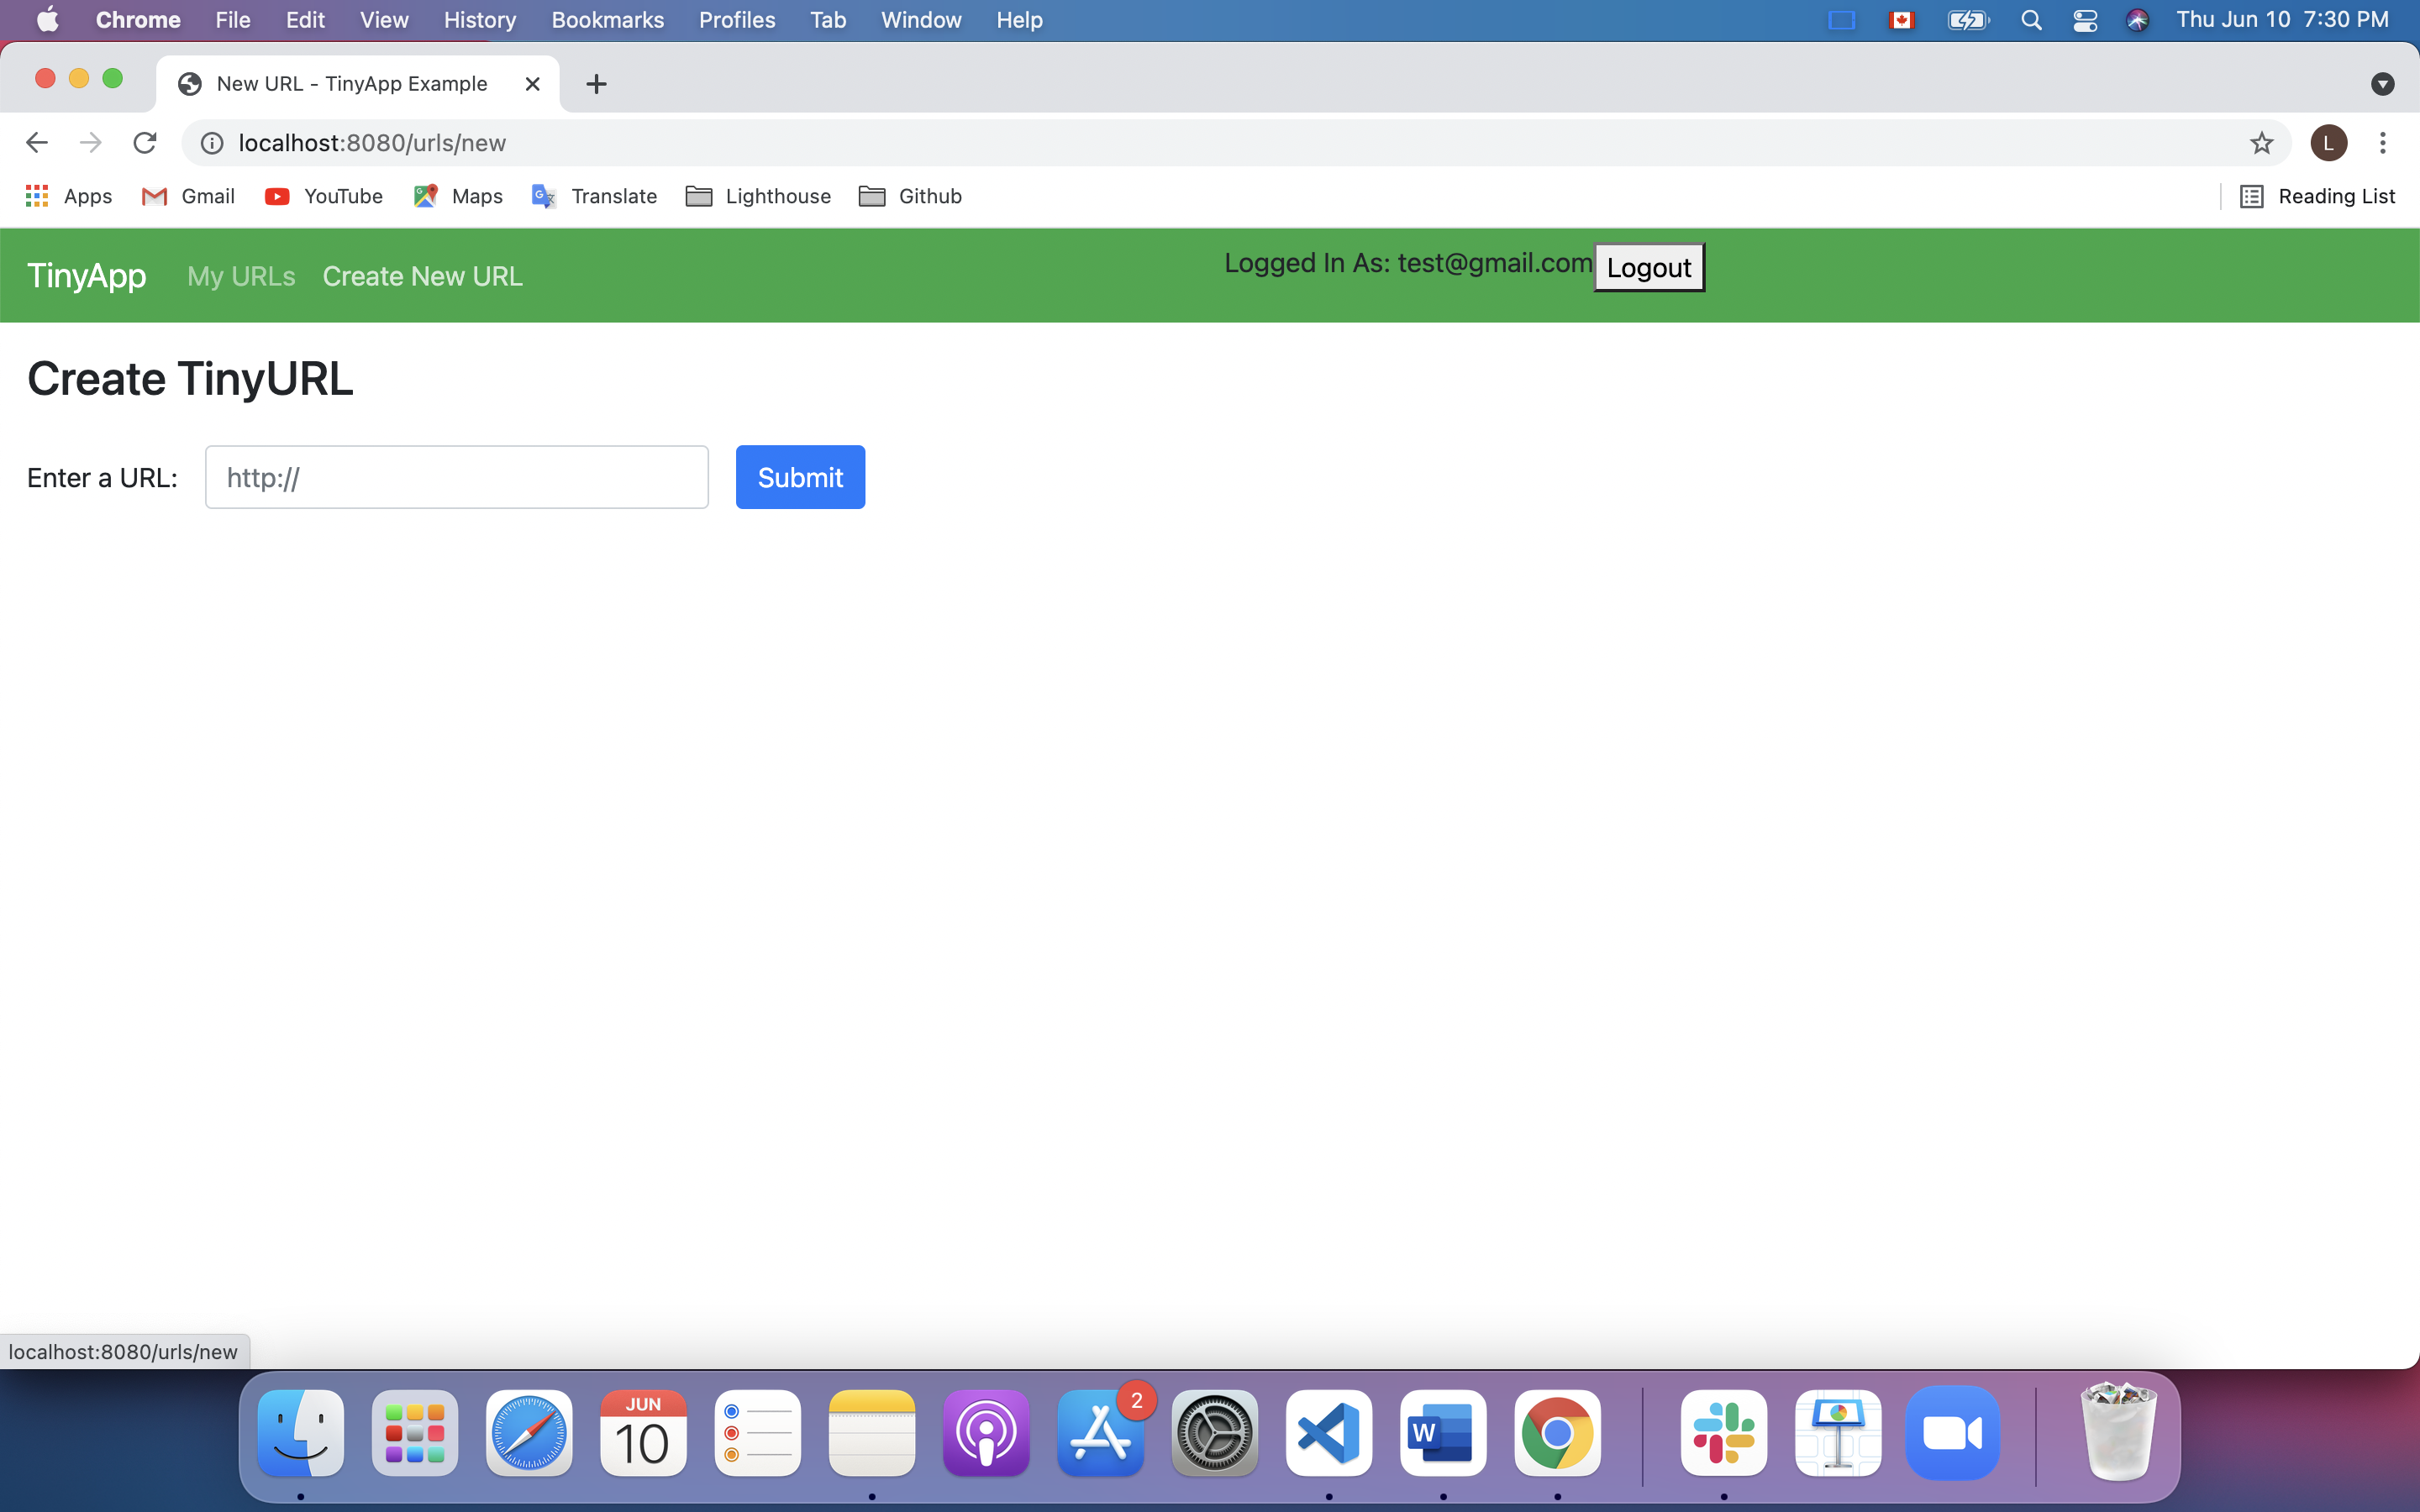 Chrome File Edit View History Bookmarks Profiles Tab Window Help Thu Jun 10 7:30 PM
New URL - TinyApp Example
localhost:8080/urls/new L
Apps Gmail YouTube Maps Translate Lighthouse Github Reading List
TinyApp My URLs Create New URL Logged In As: test@gmail.com Logout
Create TinyURL
Enter a URL: http:// Submit
localhost:8080/urls/new
JUN
10
2
W